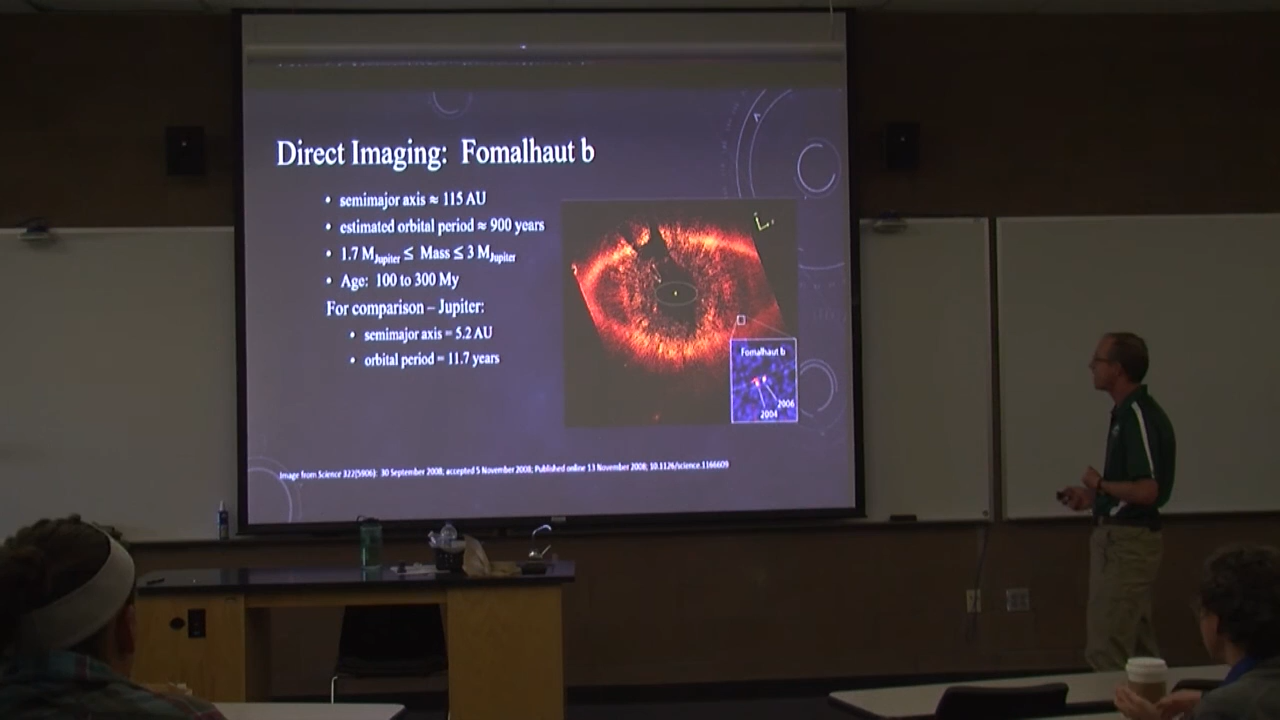 Direct Imaging: Fomalhaut b
• semimajor axis ≈ 115 AU
• estimated orbital period ≈ 900 years
• 1.7 MJupiter ≤ Mass ≤ 3 MJupiter
• Age: 100 to 300 My
For comparison – Jupiter:
• semimajor axis = 5.2 AU
• orbital period = 11.7 years
Fomalhaut b
2006
2004
Image from Science 322(5906): 30 September 2008; accepted 5 November 2008; Published online 13 November 2008; 10.1126/science.1166609